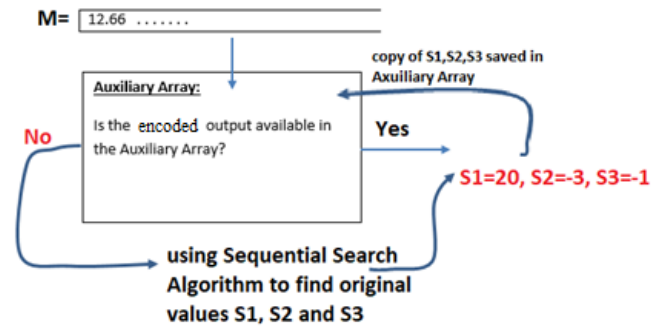 M= 12.66 .......
copy of S1,S2,S3 saved in
Axuiliary Array
Auxiliary Array:
Is the encoded output available in
the Auxiliary Array?
No
Yes
S1=20, S2=-3, S3=-1
using Sequential Search
Algorithm to find original
values S1, S2 and S3